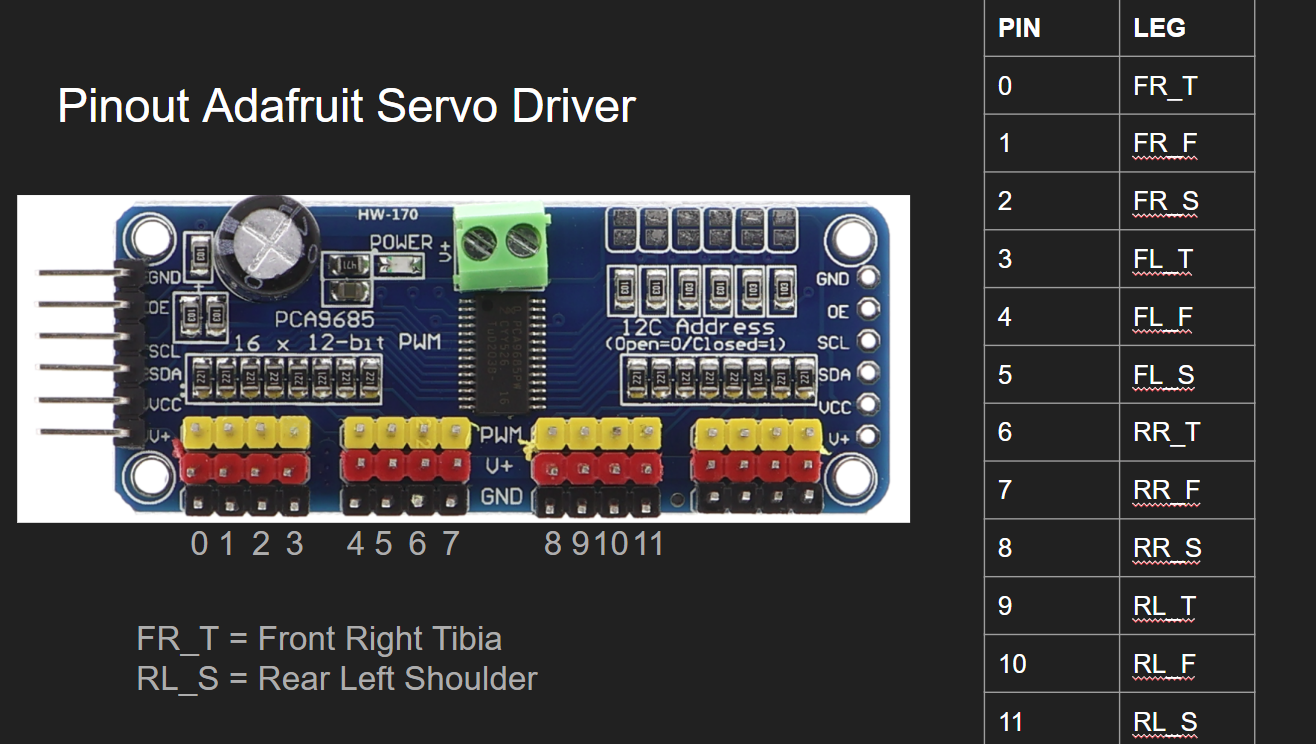 Pinout Adafruit Servo Driver
HW-170
POWER
V+
GND
OE
SCL
SDA
VCC
V+
PCA9685
16 x 12-bit PWM
12C Address
(Open=0/Closed=1)
GND
OE
SCL
SDA
VCC
V+
PWM
V+
GND
0 1 2 3 4 5 6 7 8 9 10 11
FR_T = Front Right Tibia
RL_S = Rear Left Shoulder
PIN LEG
0 FR_T
1 FR_F
2 FR_S
3 FL_T
4 FL_F
5 FL_S
6 RR_T
7 RR_F
8 RR_S
9 RL_T
10 RL_F
11 RL_S